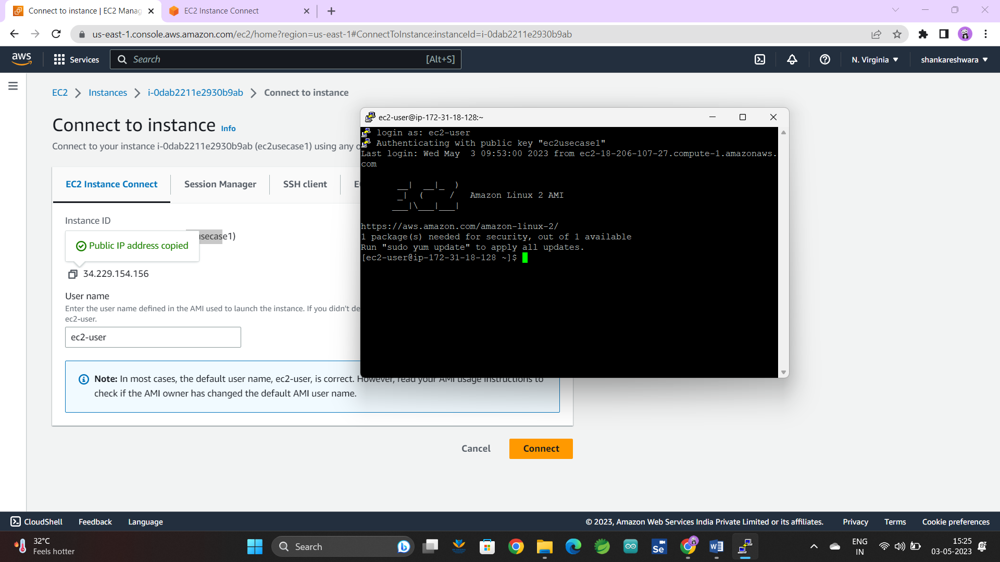 Connect to instance | EC2 Manag
EC2 Instance Connect
us-east-1.console.aws.amazon.com/ec2/home?region=us-east-1#ConnectToInstance:instanceId=i-0dab2211e2930b9ab
aws
Services
Search
[Alt+S]
N. Virginia
shankareshwara
EC2
Instances
i-0dab2211e2930b9ab
Connect to instance
Connect to instance Info
Connect to your instance i-0dab2211e2930b9ab (ec2usecase1) using any o
EC2 Instance Connect
Session Manager
SSH client
E
Instance ID
usecase1)
Public IP address copied
34.229.154.156
User name
Enter the user name defined in the AMI used to launch the instance. If you didn't de
ec2-user.
ec2-user
Note: In most cases, the default user name, ec2-user, is correct. However, read your AMI usage instructions to
check if the AMI owner has changed the default AMI user name.
Cancel
Connect
ec2-user@ip-172-31-18-128:~
login as: ec2-user
Authenticating with public key "ec2usecase1"
Last login: Wed May  3 09:53:00 2023 from ec2-18-206-107-27.compute-1.amazonaws.
com
__|  __|_  )
_|  (     /   Amazon Linux 2 AMI
___|\___|___|
https://aws.amazon.com/amazon-linux-2/
1 package(s) needed for security, out of 1 available
Run "sudo yum update" to apply all updates.
[ec2-user@ip-172-31-18-128 ~]$
CloudShell
Feedback
Language
© 2023, Amazon Web Services India Private Limited or its affiliates.
Privacy
Terms
Cookie preferences
32°C
Feels hotter
Search
Se
ENG
IN
15:25
03-05-2023